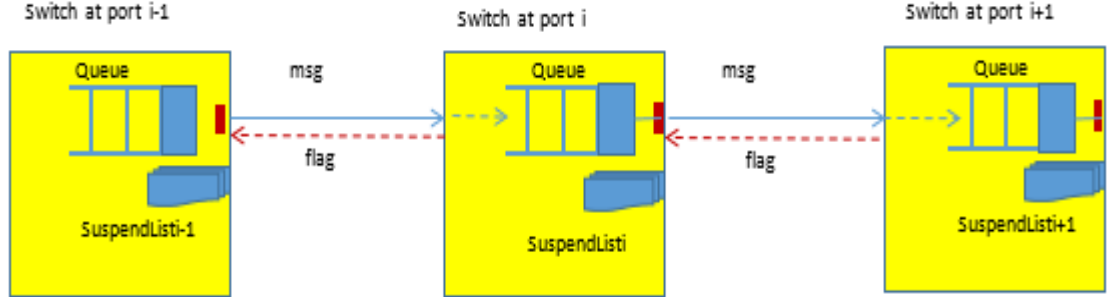 Switch at port i-1
Switch at port i
Switch at port i+1
Queue
msg
Queue
msg
Queue
flag
flag
SuspendListi-1
SuspendListi
SuspendListi+1